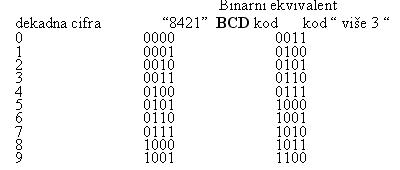 Binarni ekvivalent
dekadna cifra “8421” BCD kod kod “ više 3 “
0 0000 0011
1 0001 0100
2 0010 0101
3 0011 0110
4 0100 0111
5 0101 1000
6 0110 1001
7 0111 1010
8 1000 1011
9 1001 1100